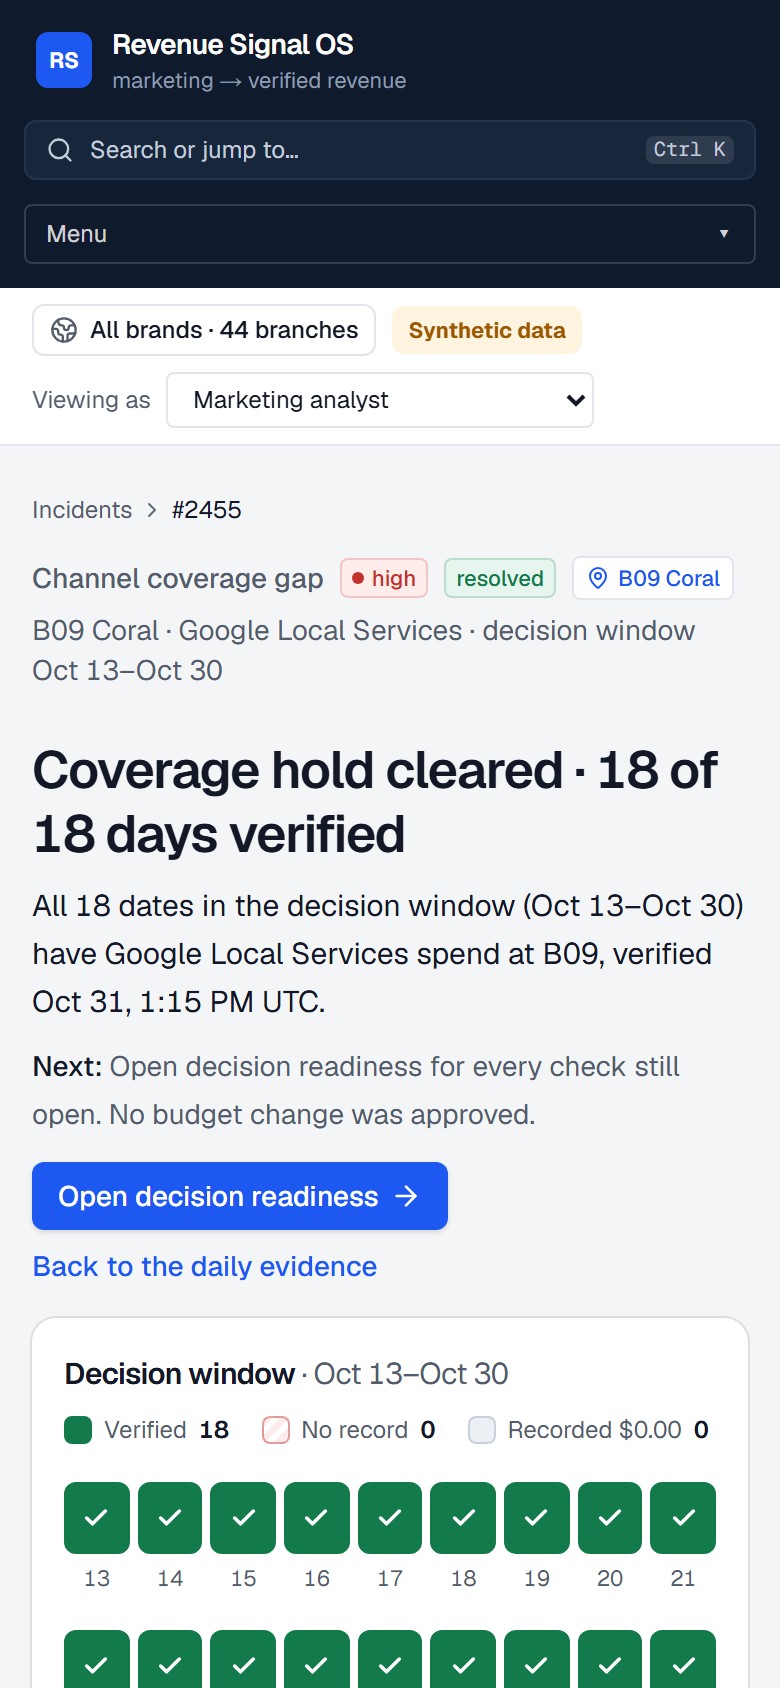 RS
Revenue Signal OS
marketing → verified revenue
Search or jump to...
Ctrl K
Menu
All brands · 44 branches
Synthetic data
Viewing as
Marketing analyst
Incidents > #2455
Channel coverage gap
high
resolved
B09 Coral
B09 Coral · Google Local Services · decision window
Oct 13–Oct 30
Coverage hold cleared · 18 of
18 days verified
All 18 dates in the decision window (Oct 13–Oct 30)
have Google Local Services spend at B09, verified
Oct 31, 1:15 PM UTC.
Next: Open decision readiness for every check still
open. No budget change was approved.
Open decision readiness →
Back to the daily evidence
Decision window · Oct 13–Oct 30
Verified 18
No record 0
Recorded $0.00 0
13 14 15 16 17 18 19 20 21